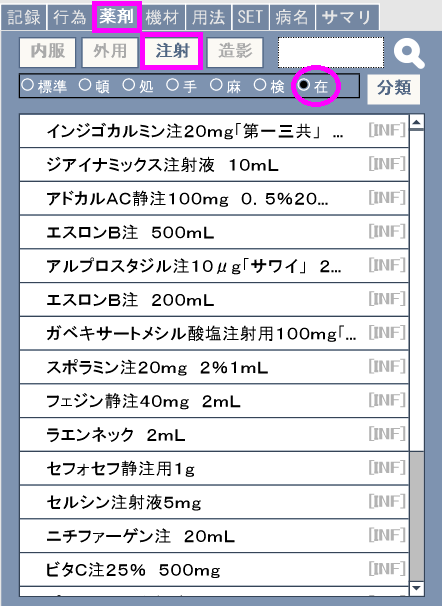 記録 行為 薬剤 機材 用法 SET 病名 サマリ
内服 外用 注射 造影
標準 頓 処 手 麻 検 在 分類
インジゴカルミン注20mg「第一三共」 ... [INF]
ジアイナミックス注射液 10mL [INF]
アドカルAC静注100mg 0.5%20... [INF]
エスロンB注 500mL [INF]
アルプロスタジル注10μg「サワイ」 2... [INF]
エスロンB注 200mL [INF]
ガベキサートメシル酸塩注射用100mg「... [INF]
スポラミン注20mg 2%1mL [INF]
フェジン静注40mg 2mL [INF]
ラエンネック 2mL [INF]
セフォセフ静注用1g [INF]
セルシン注射液5mg [INF]
ニチファーゲン注 20mL [INF]
ビタC注25% 500mg [INF]